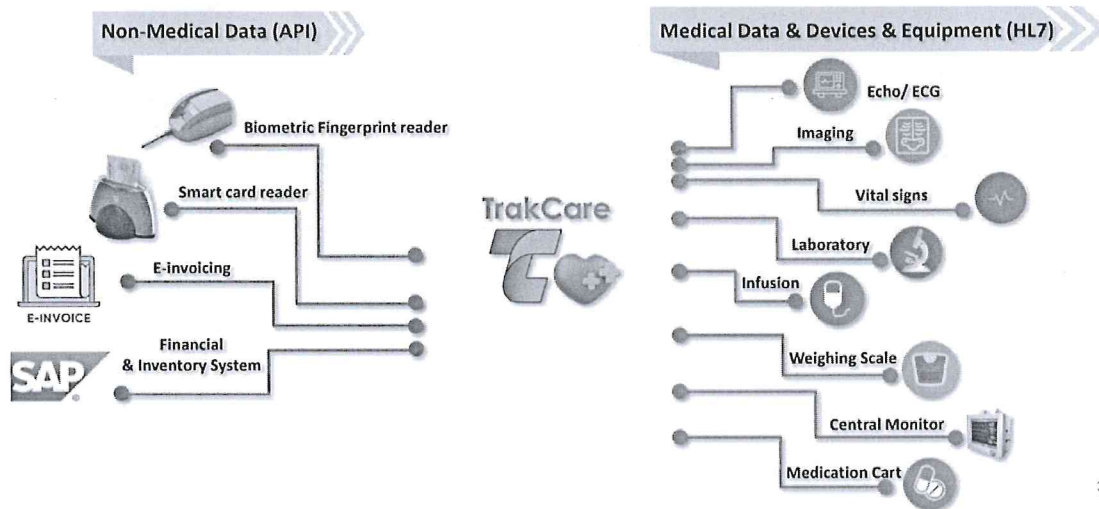 Non-Medical Data (API)
Biometric Fingerprint reader
Smart card reader
E-invoicing
E-INVOICE
Financial
& Inventory System
SAP
TrakCare
TC
Medical Data & Devices & Equipment (HL7)
Echo/ ECG
Imaging
Vital signs
Laboratory
Infusion
Weighing Scale
Central Monitor
Medication Cart